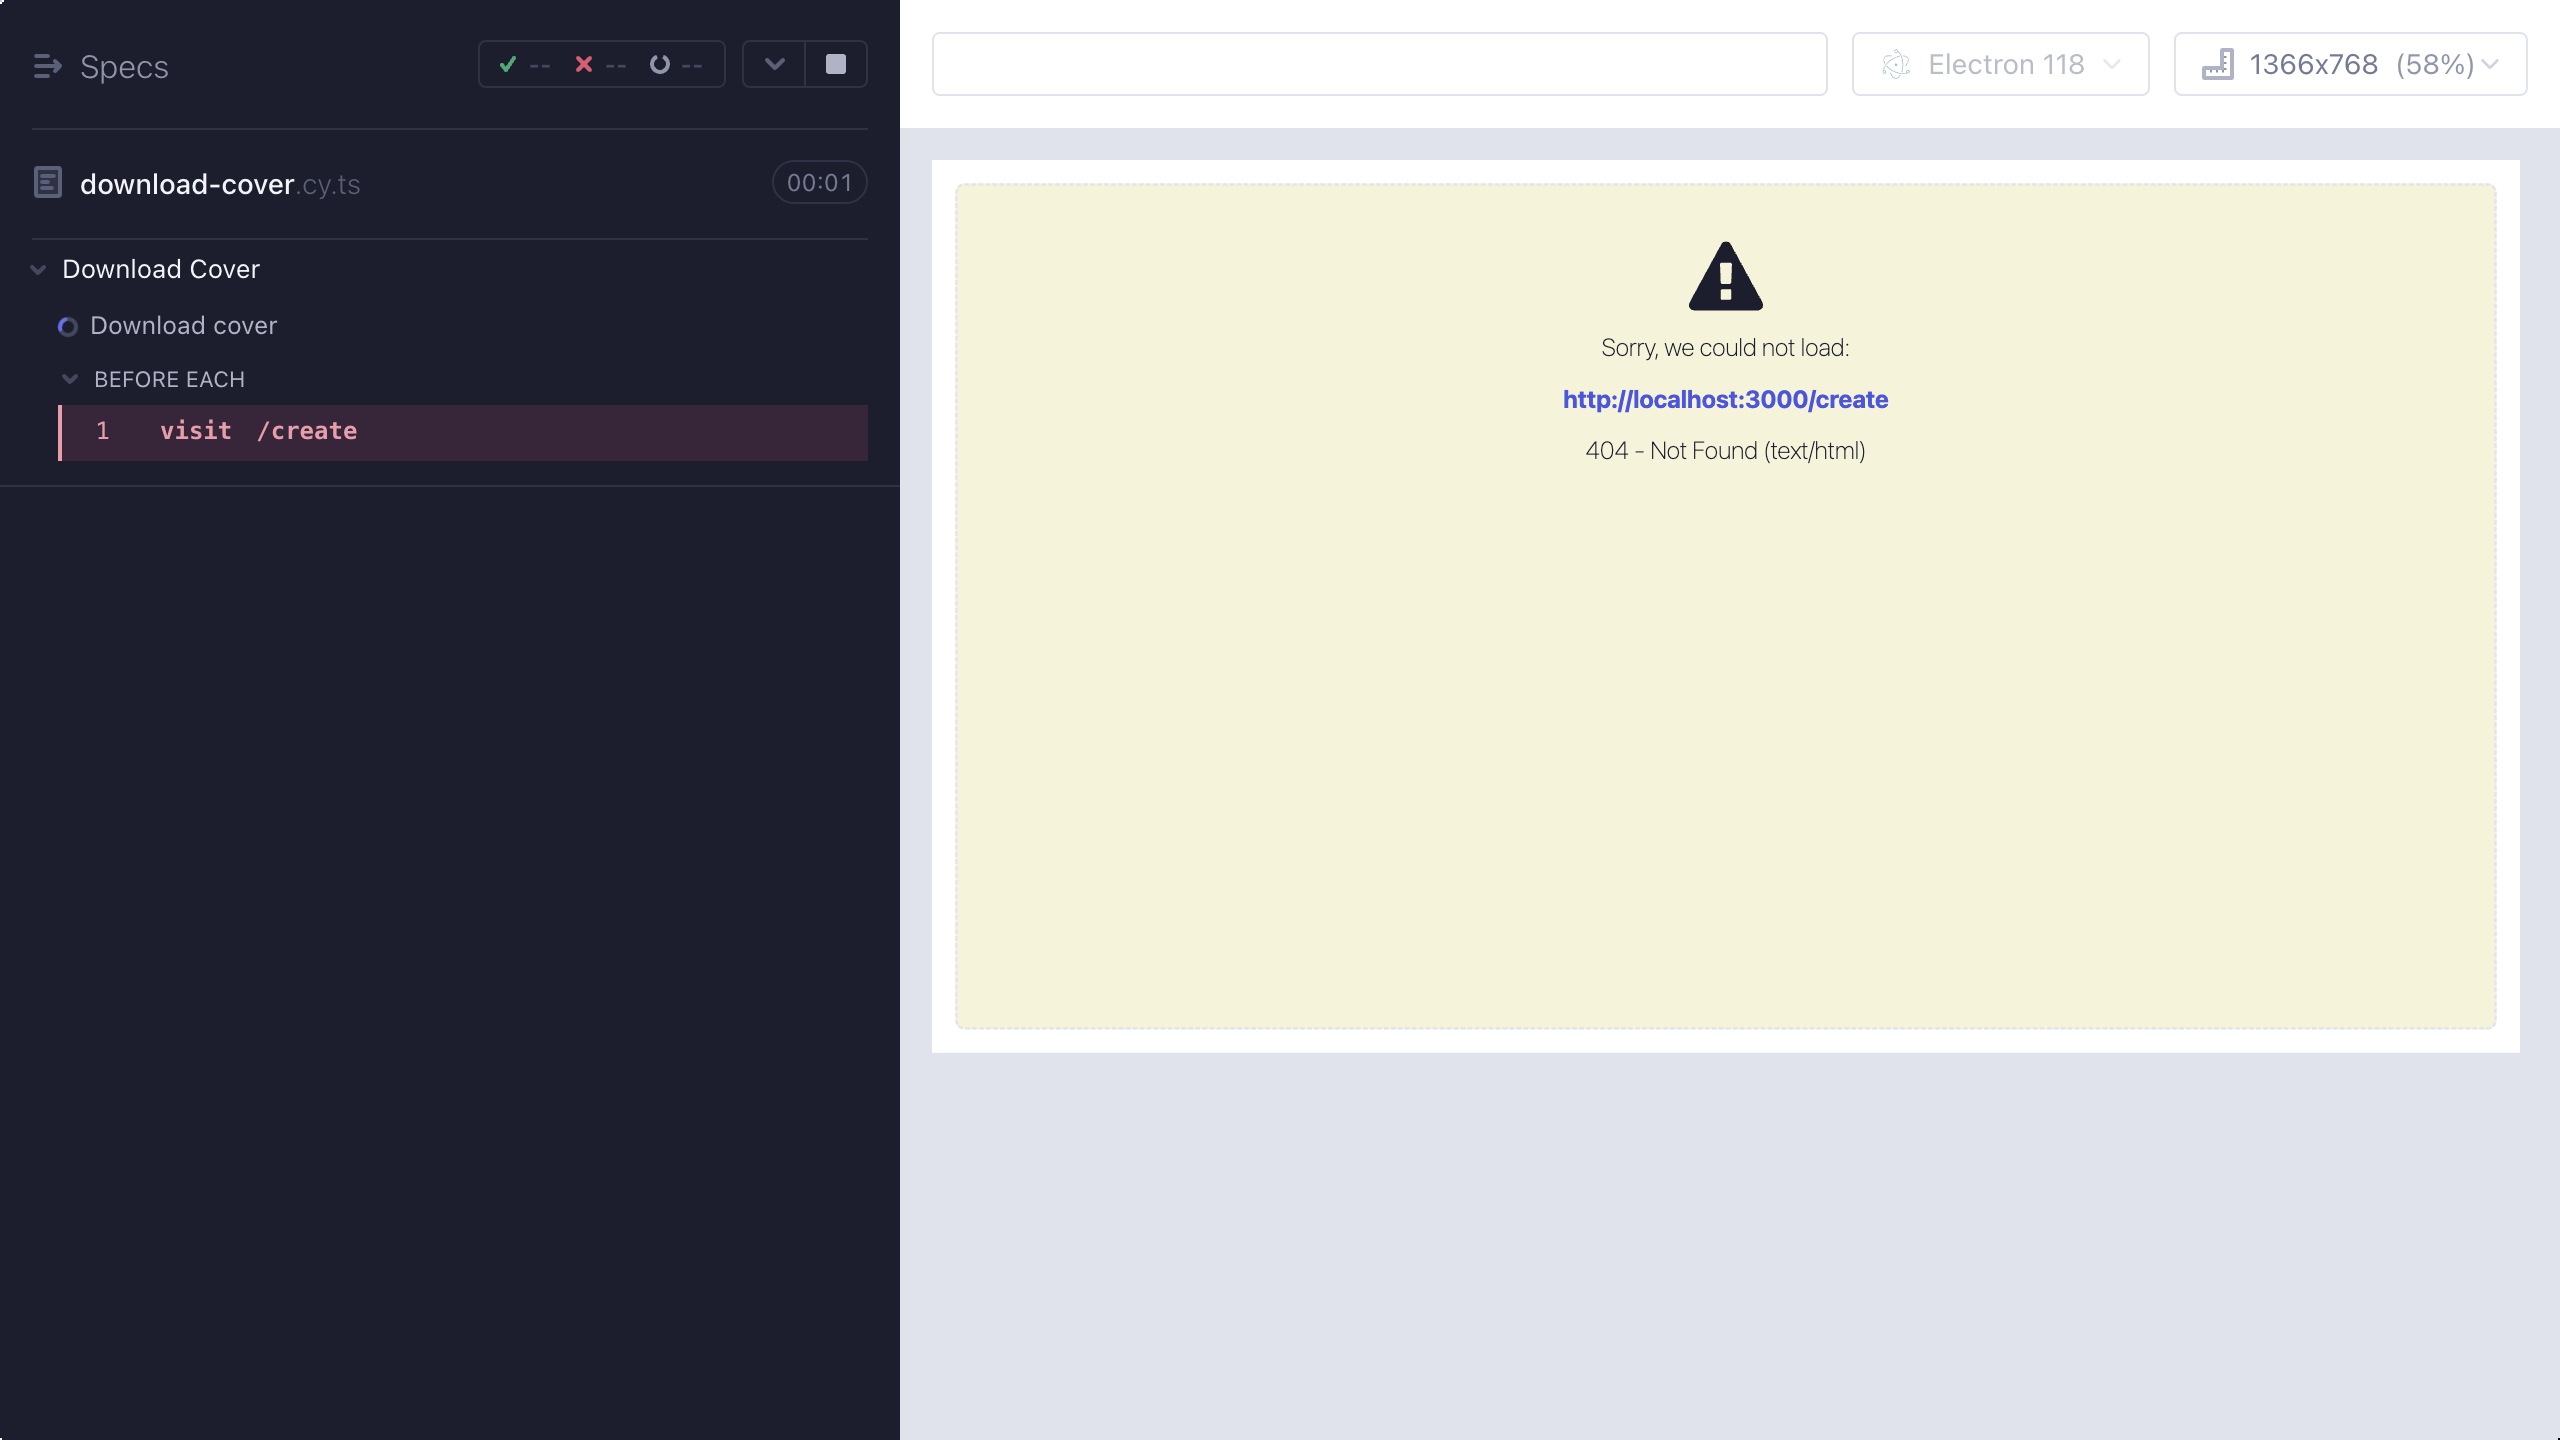 Specs
-- -- --
download-cover.cy.ts
00:01
Download Cover
Download cover
BEFORE EACH
1 visit /create
Electron 118
1366x768 (58%)
Sorry, we could not load:
http://localhost:3000/create
404 - Not Found (text/html)